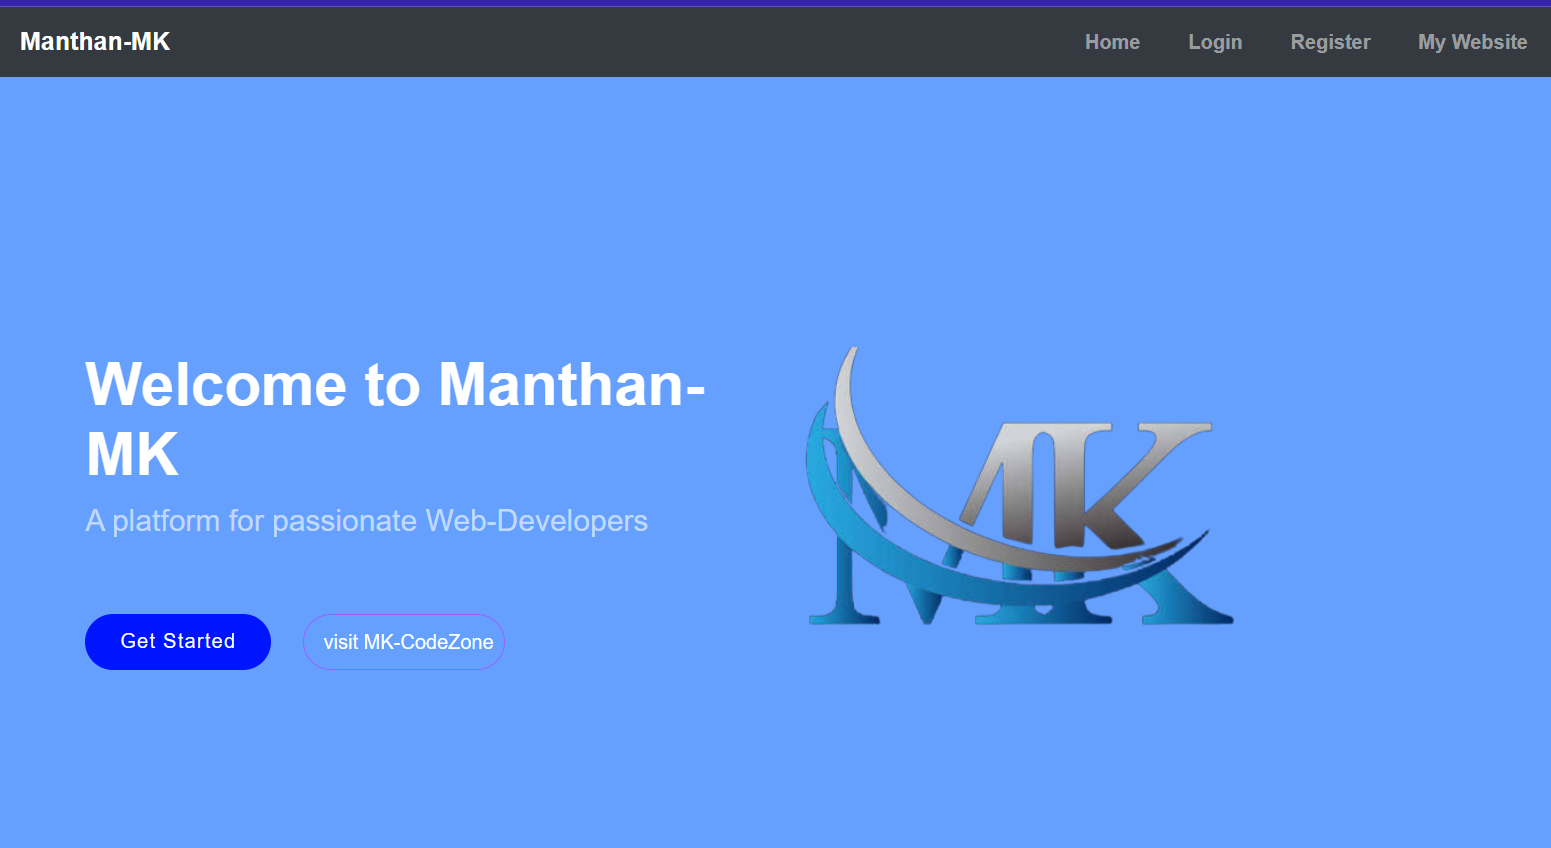 Manthan-MK Home Login Register My Website
Welcome to Manthan-
MK
A platform for passionate Web-Developers
MK
Get Started visit MK-CodeZone